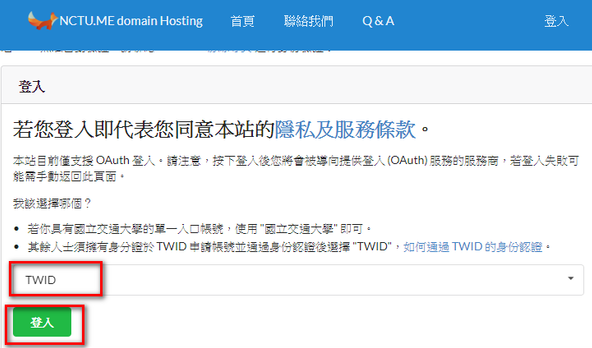 NCTU.ME domain Hosting 首頁 聯絡我們 Q & A 登入
登入
若您登入即代表您同意本站的隱私及服務條款。
本站目前僅支援 OAuth 登入。請注意，按下登入後您將會被導向提供登入 (OAuth) 服務的服務商，若登入失敗可
能需手動返回此頁面。
我該選擇哪個？
若你具有國立交通大學的單一入口帳號，使用 "國立交通大學" 即可。
其餘人士須擁有身分證於 TWID 申請帳號並通過身份認證後選擇 "TWID"，如何通過 TWID 的身份認證。
TWID
登入